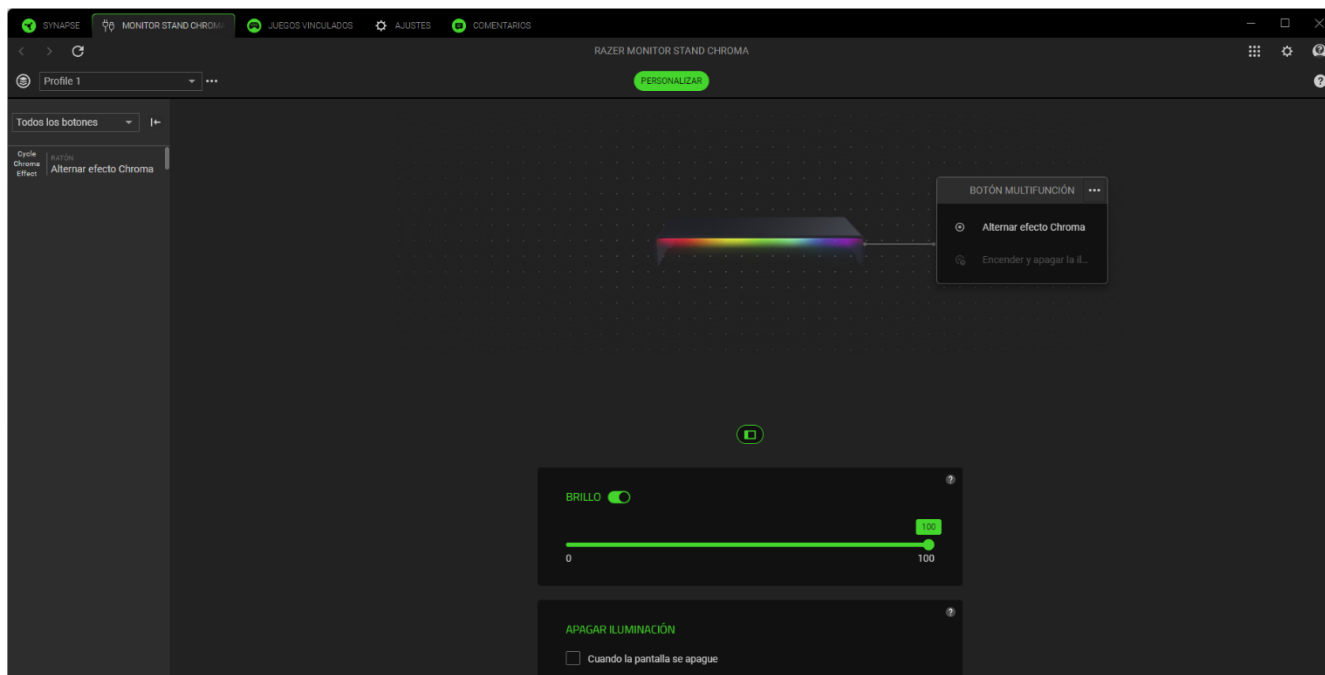 SYNAPSE
MONITOR STAND CHROMA
JUEGOS VINCULADOS
AJUSTES
COMENTARIOS
RAZER MONITOR STAND CHROMA
Profile 1
PERSONALIZAR
Todos los botones
Cycle
Chroma
Effect
RATÓN
Alternar efecto Chroma
BOTÓN MULTIFUNCIÓN
Alternar efecto Chroma
Encender y apagar la il...
BRILLO
100
0
100
APAGAR ILUMINACIÓN
Cuando la pantalla se apague